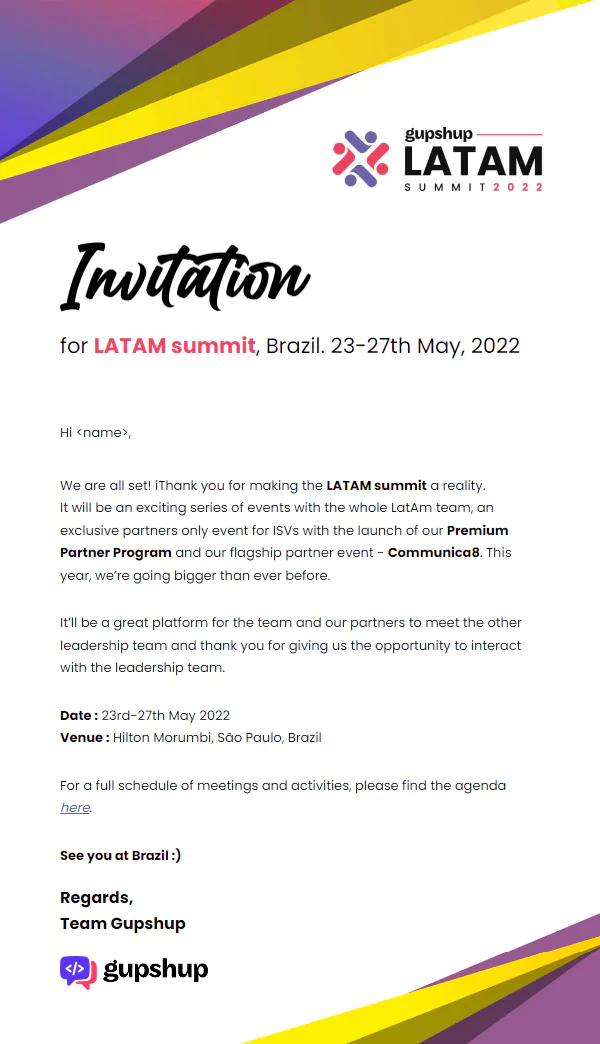 gupshup
LATAM
SUMMIT 2022
Invitation
for LATAM summit, Brazil. 23-27th May, 2022
Hi <name>,
We are all set! iThank you for making the LATAM summit a reality.
It will be an exciting series of events with the whole LatAm team, an
exclusive partners only event for ISVs with the launch of our Premium
Partner Program and our flagship partner event - Communica8. This
year, we’re going bigger than ever before.
It’ll be a great platform for the team and our partners to meet the other
leadership team and thank you for giving us the opportunity to interact
with the leadership team.
Date : 23rd-27th May 2022
Venue : Hilton Morumbi, São Paulo, Brazil
For a full schedule of meetings and activities, please find the agenda
here.
See you at Brazil :)
Regards,
Team Gupshup
</> gupshup